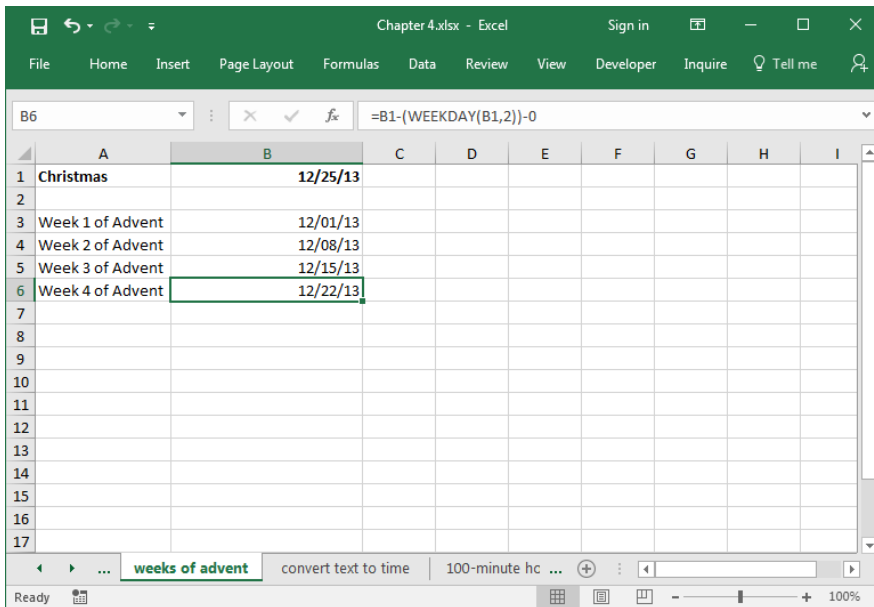 Chapter 4.xlsx - Excel Sign in
File Home Insert Page Layout Formulas Data Review View Developer Inquire Tell me
B6 fx =B1-(WEEKDAY(B1,2))-0
A B C D E F G H I
1 Christmas 12/25/13
2
3 Week 1 of Advent 12/01/13
4 Week 2 of Advent 12/08/13
5 Week 3 of Advent 12/15/13
6 Week 4 of Advent 12/22/13
7
8
9
10
11
12
13
14
15
16
17
... weeks of advent convert text to time 100-minute hc ...
Ready 100%